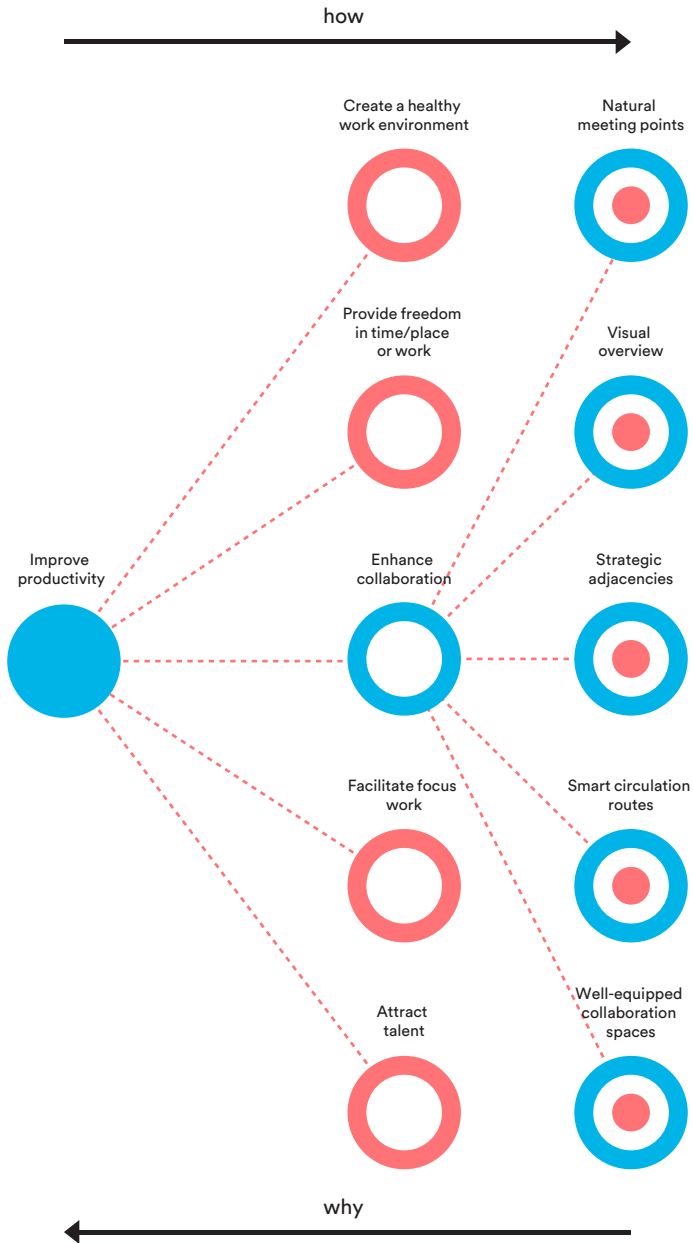 how
Create a healthy
work environment
Natural
meeting points
Provide freedom
in time/place
or work
Visual
overview
Improve
productivity
Enhance
collaboration
Strategic
adjacencies
Facilitate focus
work
Smart circulation
routes
Attract
talent
Well-equipped
collaboration
spaces
why